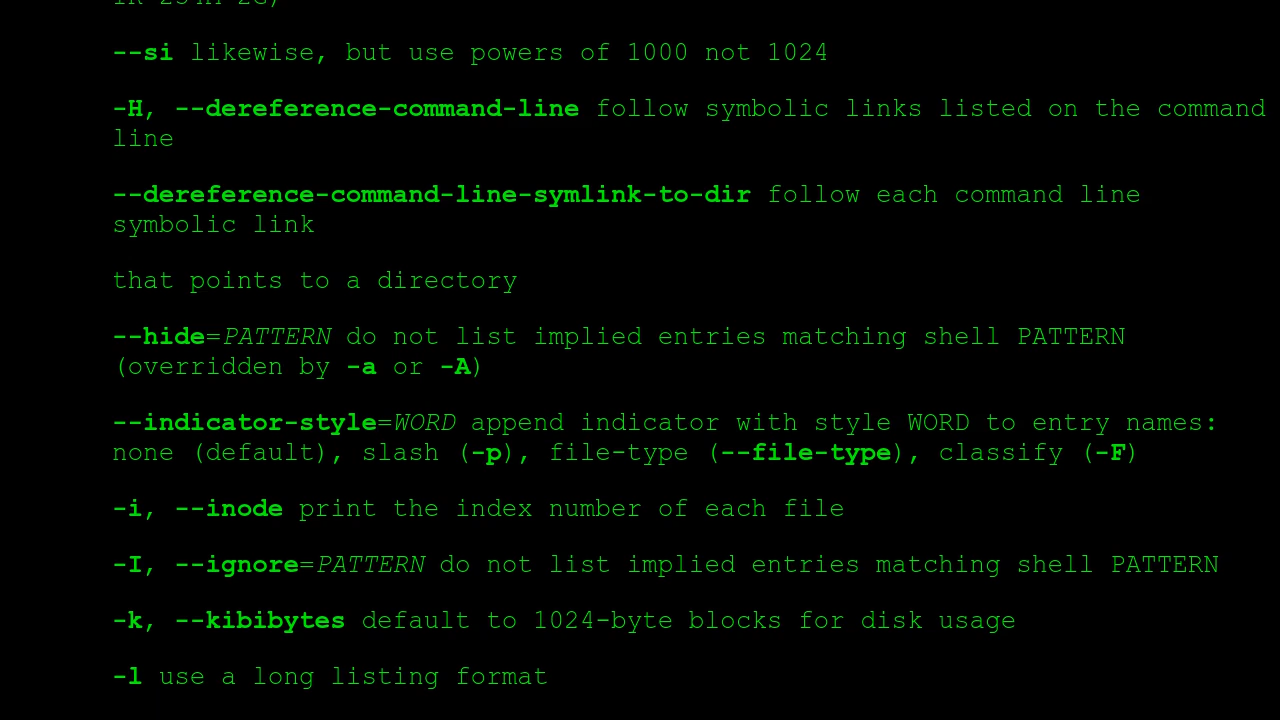 --si likewise, but use powers of 1000 not 1024
-H, --dereference-command-line follow symbolic links listed on the command
line
--dereference-command-line-symlink-to-dir follow each command line
symbolic link
that points to a directory
--hide=PATTERN do not list implied entries matching shell PATTERN
(overridden by -a or -A)
--indicator-style=WORD append indicator with style WORD to entry names:
none (default), slash (-p), file-type (--file-type), classify (-F)
-i, --inode print the index number of each file
-I, --ignore=PATTERN do not list implied entries matching shell PATTERN
-k, --kibibytes default to 1024-byte blocks for disk usage
-l use a long listing format